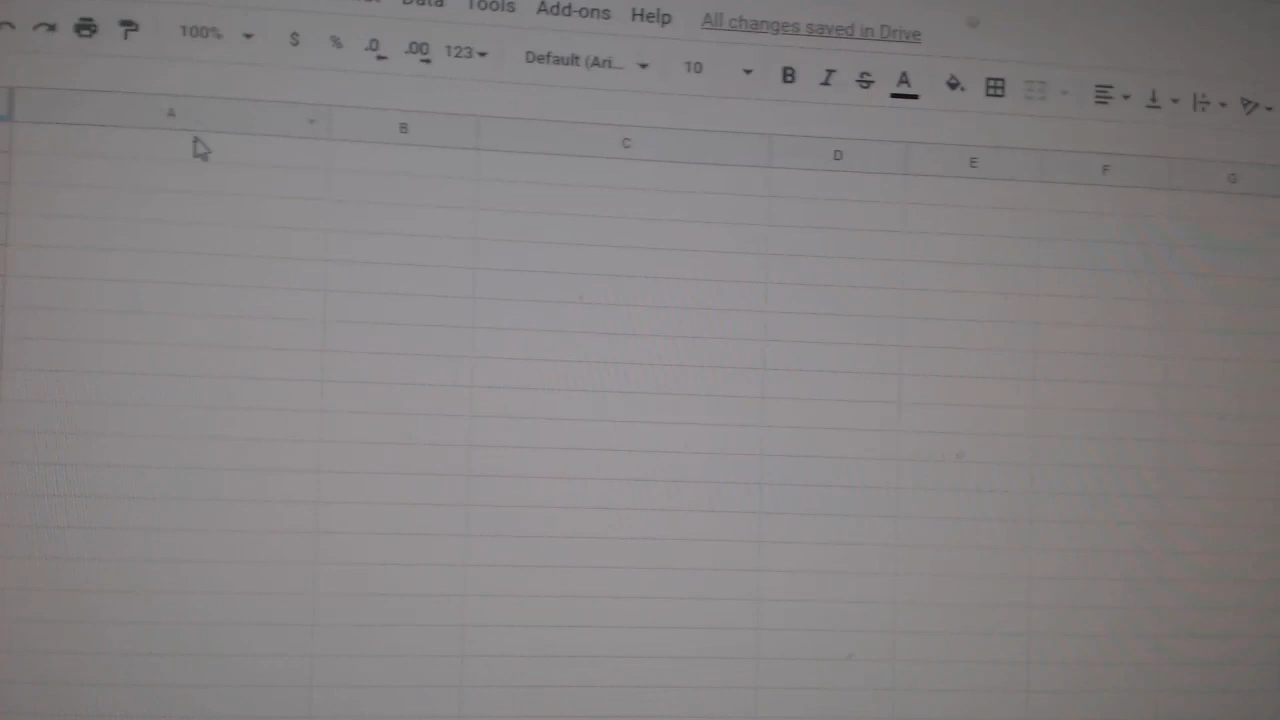 Data Tools Add-ons Help All changes saved in Drive
100% $ % .0 .00 123 Default (Ari... 10 B I S A
A B C D E F G